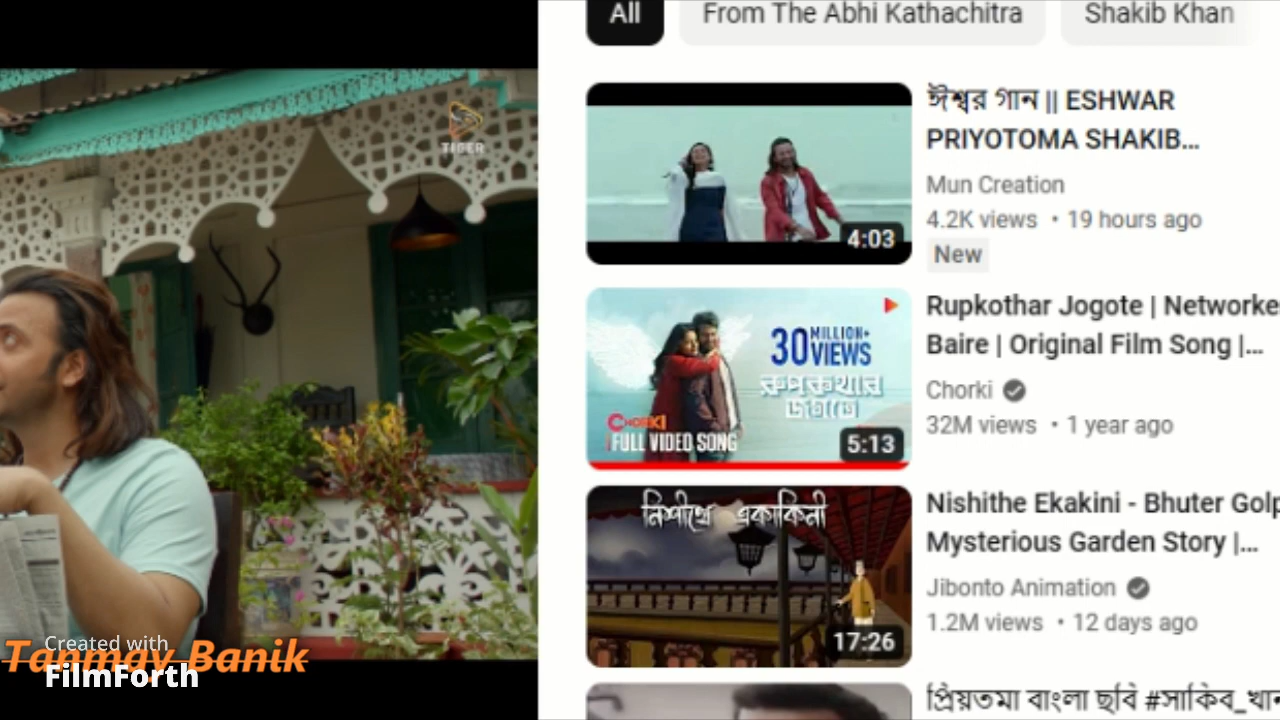 TIGER
Tanmay Banik
Created with
FilmForth
All
From The Abhi Kathachitra
Shakib Khan
4:03
ঈশ্বর গান || ESHWAR
PRIYOTOMA SHAKIB...
Mun Creation
4.2K views • 19 hours ago
New
30 MILLION+
VIEWS
রূপকথার
জগতে
CHORKI
FULL VIDEO SONG
5:13
Rupkothar Jogote | Networke
Baire | Original Film Song |...
Chorki
32M views • 1 year ago
নিশীথে একাকিনী
17:26
Nishithe Ekakini - Bhuter Golp
Mysterious Garden Story |...
Jibonto Animation
1.2M views • 12 days ago
প্রিয়তমা বাংলা ছবি #সাকিব_খান